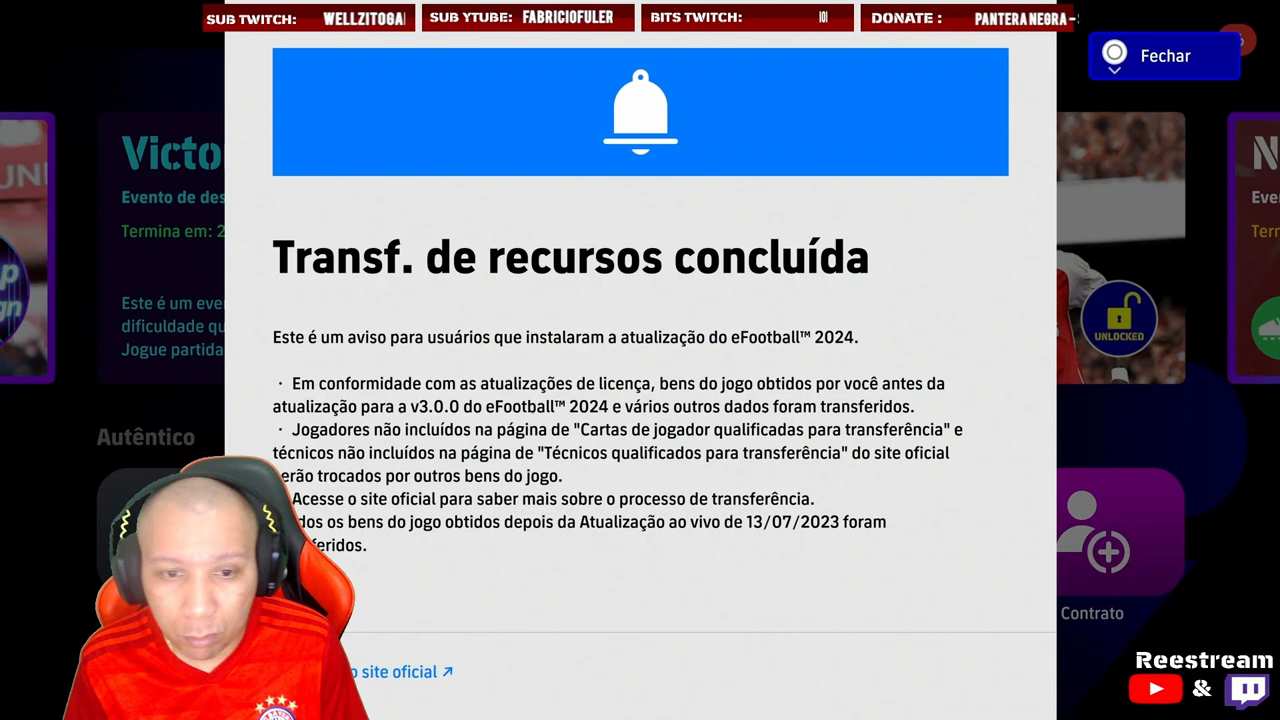 SUB TWITCH: WELLZITOGA
SUB YTUBE: FABRICIOFULER
BITS TWITCH:
DONATE : PANTERA NEGRA -
Fechar
Victo
Evento de des
Termina em: 2
Este é um eve
dificuldade qu
Jogue partida
Autêntico
Transf. de recursos concluída
Este é um aviso para usuários que instalaram a atualização do eFootball™ 2024.
· Em conformidade com as atualizações de licença, bens do jogo obtidos por você antes da
atualização para a v3.0.0 do eFootball™ 2024 e vários outros dados foram transferidos.
· Jogadores não incluídos na página de "Cartas de jogador qualificadas para transferência" e
técnicos não incluídos na página de "Técnicos qualificados para transferência" do site oficial
erão trocados por outros bens do jogo.
Acesse o site oficial para saber mais sobre o processo de transferência.
dos os bens do jogo obtidos depois da Atualização ao vivo de 13/07/2023 foram
feridos.
o site oficial
UNLOCKED
N
Eve
Ter
Contrato
Reestream
&